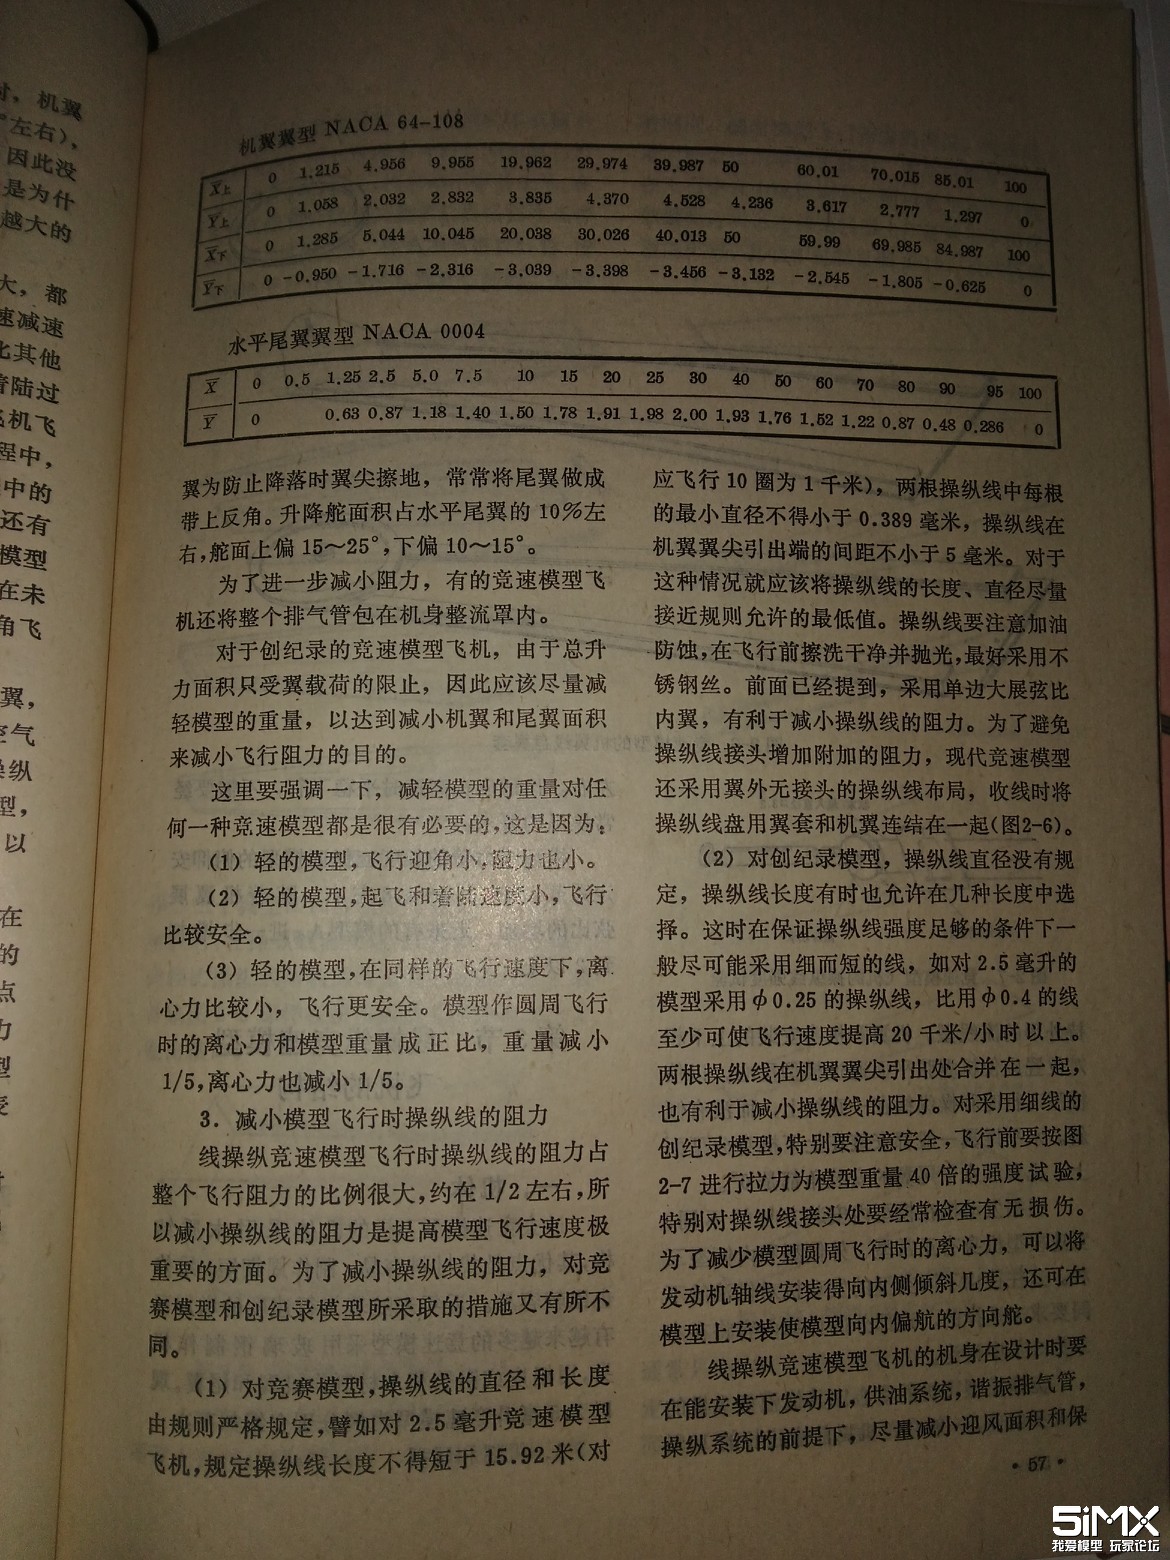 时，机翼
°左右)，
因此没
是为什
越大的
大，都
速减速
比其他
着陆过
飞机飞
程中，
中的
还有
模型
在未
角飞
翼，
空气
操纵
型，
以
在
的
点
力
型
机翼翼型 NACA 64-108
X̄上 0 1.215 4.956 9.955 19.962 29.974 39.987 50 60.01 70.015 85.01 100
Ȳ上 0 1.058 2.032 2.832 3.835 4.370 4.528 4.236 3.617 2.777 1.297 0
X̄下 0 1.285 5.044 10.045 20.038 30.026 40.013 50 59.99 69.985 84.987 100
Ȳ下 0 -0.950 -1.716 -2.316 -3.039 -3.398 -3.456 -3.132 -2.545 -1.805 -0.625 0
水平尾翼翼型 NACA 0004
X̄ 0 0.5 1.25 2.5 5.0 7.5 10 15 20 25 30 40 50 60 70 80 90 95 100
Ȳ 0 0.63 0.87 1.18 1.40 1.50 1.78 1.91 1.98 2.00 1.93 1.76 1.52 1.22 0.87 0.48 0.286 0
翼为防止降落时翼尖擦地，常常将尾翼做成
带上反角。升降舵面积占水平尾翼的 10%左
右，舵面上偏 15～25°，下偏 10～15°。
为了进一步减小阻力，有的竞速模型飞
机还将整个排气管包在机身整流罩内。
对于创纪录的竞速模型飞机，由于总升
力面积只受翼载荷的限止，因此应该尽量减
轻模型的重量，以达到减小机翼和尾翼面积
来减小飞行阻力的目的。
这里要强调一下，减轻模型的重量对任
何一种竞速模型都是很有必要的，这是因为：
(1) 轻的模型，飞行迎角小，阻力也小。
(2) 轻的模型，起飞和着陆速度小，飞行
比较安全。
(3) 轻的模型，在同样的飞行速度下，离
心力比较小，飞行更安全。模型作圆周飞行
时的离心力和模型重量成正比，重量减小
1/5，离心力也减小 1/5。
3. 减小模型飞行时操纵线的阻力
线操纵竞速模型飞行时操纵线的阻力占
整个飞行阻力的比例很大，约在 1/2 左右，所
以减小操纵线的阻力是提高模型飞行速度极
重要的方面。为了减小操纵线的阻力，对竞
赛模型和创纪录模型所采取的措施又有所不
同。
(1) 对竞赛模型，操纵线的直径和长度
由规则严格规定，譬如对 2.5 毫升竞速模型
飞机，规定操纵线长度不得短于 15.92 米(对
应飞行 10 圈为 1 千米)，两根操纵线中每根
的最小直径不得小于 0.389 毫米，操纵线在
机翼翼尖引出端的间距不小于 5 毫米。对于
这种情况就应该将操纵线的长度、直径尽量
接近规则允许的最低值。操纵线要注意加油
防蚀，在飞行前擦洗干净并抛光，最好采用不
锈钢丝。前面已经提到，采用单边大展弦比
内翼，有利于减小操纵线的阻力。为了避免
操纵线接头增加附加的阻力，现代竞速模型
还采用翼外无接头的操纵线布局，收线时将
操纵线盘用翼套和机翼连结在一起(图2-6)。
(2) 对创纪录模型，操纵线直径没有规
定，操纵线长度有时也允许在几种长度中选
择。这时在保证操纵线强度足够的条件下一
般尽可能采用细而短的线，如对 2.5 毫升的
模型采用 φ0.25 的操纵线，比用 φ0.4 的线
至少可使飞行速度提高 20 千米/小时以上。
两根操纵线在机翼翼尖引出处合并在一起，
也有利于减小操纵线的阻力。对采用细线的
创纪录模型，特别要注意安全，飞行前要按图
2-7 进行拉力为模型重量 40 倍的强度试验，
特别对操纵线接头处要经常检查有无损伤。
为了减少模型圆周飞行时的离心力，可以将
发动机轴线安装得向内侧倾斜几度，还可在
模型上安装使模型向内偏航的方向舵。
线操纵竞速模型飞机的机身在设计时要
在能安装下发动机，供油系统，谐振排气管，
操纵系统的前提下，尽量减小迎风面积和保
• 57 •
5iMX
我爱模型 玩家论坛